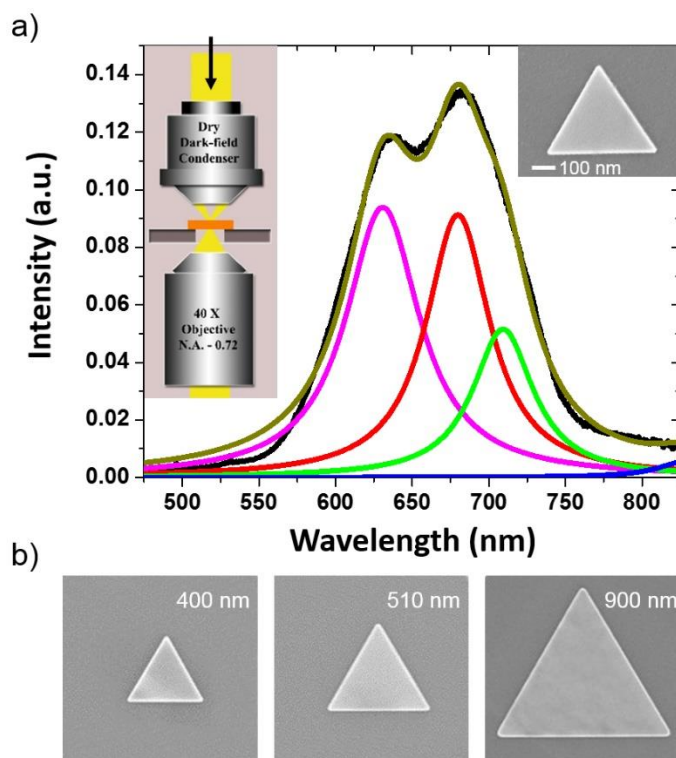 a)
0.14
0.12
0.10
0.08
0.06
0.04
0.02
0.00
Intensity (a.u.)
Dry
Dark-field
Condenser
40 X
Objective
N.A. - 0.72
100 nm
500 550 600 650 700 750 800
Wavelength (nm)
b)
400 nm
510 nm
900 nm